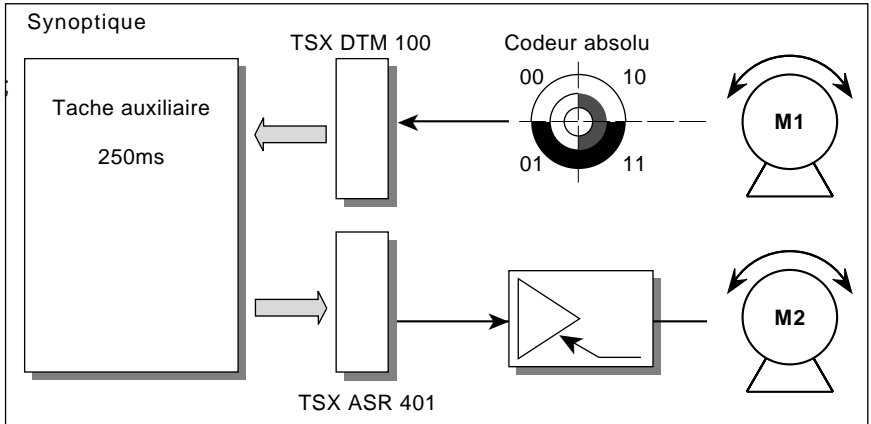 Synoptique
TSX DTM 100
Codeur absolu
00
10
;
Tache auxiliaire
250ms
01
11
M1
M2
TSX ASR 401